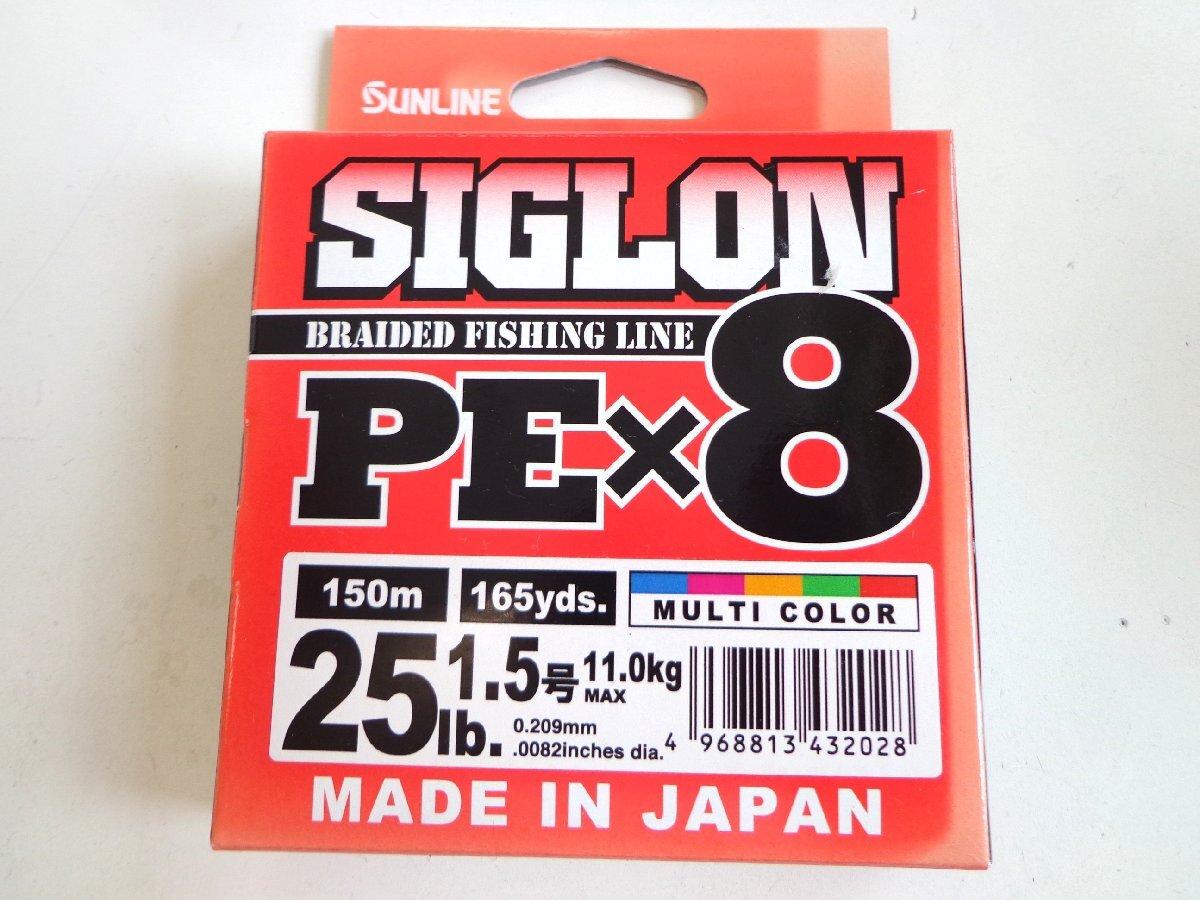 SUNLINE
SIGLON
BRAIDED FISHING LINE
PE×8
150m 165yds. MULTI COLOR
25lb. 1.5号 11.0kg MAX
0.209mm
.0082inches dia.
4 968813 432028
MADE IN JAPAN